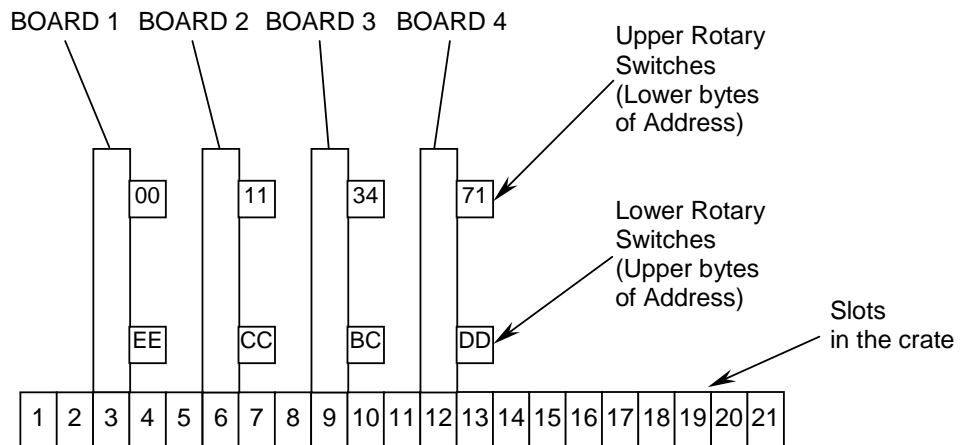 BOARD 1 BOARD 2 BOARD 3 BOARD 4
Upper Rotary
Switches
(Lower bytes
of Address)
00 11 34 71
Lower Rotary
Switches
(Upper bytes
of Address)
EE CC BC DD
Slots
in the crate
1 2 3 4 5 6 7 8 9 10 11 12 13 14 15 16 17 18 19 20 21